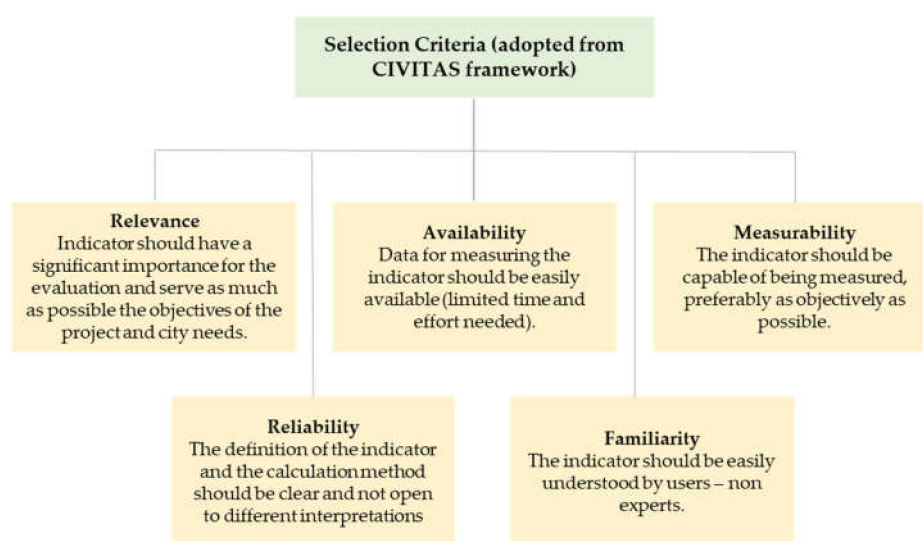 Selection Criteria (adopted from
CIVITAS framework)
Relevance
Indicator should have a
significant importance for the
evaluation and serve as much
as possible the objectives of the
project and city needs.
Availability
Data for measuring the
indicator should be easily
available (limited time and
effort needed).
Measurability
The indicator should be
capable of being measured,
preferably as objectively as
possible.
Reliability
The definition of the indicator
and the calculation method
should be clear and not open
to different interpretations
Familiarity
The indicator should be easily
understood by users – non
experts.